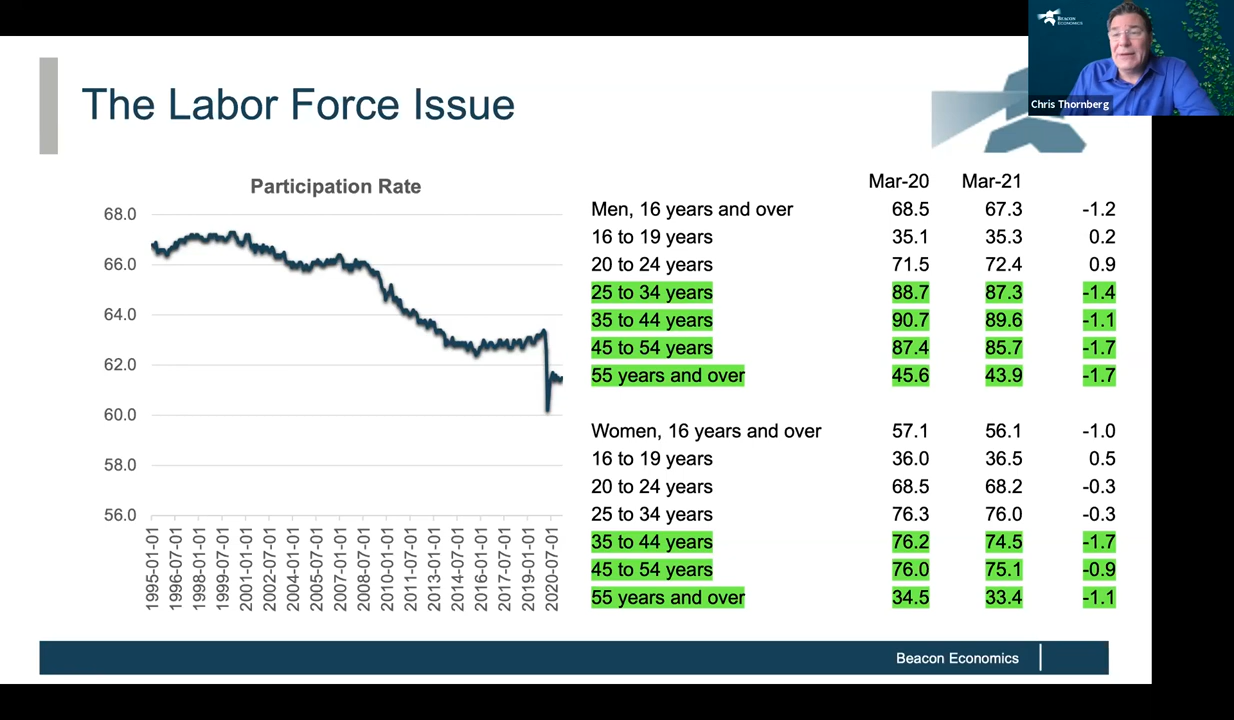 BEACON
ECONOMICS
Chris Thornberg
The Labor Force Issue
Participation Rate
68.0
66.0
64.0
62.0
60.0
58.0
56.0
1995-01-01
1996-07-01
1998-01-01
1999-07-01
2001-01-01
2002-07-01
2004-01-01
2005-07-01
2007-01-01
2008-07-01
2010-01-01
2011-07-01
2013-01-01
2014-07-01
2016-01-01
2017-07-01
2019-01-01
2020-07-01
Mar-20 Mar-21
Men, 16 years and over 68.5 67.3 -1.2
16 to 19 years 35.1 35.3 0.2
20 to 24 years 71.5 72.4 0.9
25 to 34 years 88.7 87.3 -1.4
35 to 44 years 90.7 89.6 -1.1
45 to 54 years 87.4 85.7 -1.7
55 years and over 45.6 43.9 -1.7
Women, 16 years and over 57.1 56.1 -1.0
16 to 19 years 36.0 36.5 0.5
20 to 24 years 68.5 68.2 -0.3
25 to 34 years 76.3 76.0 -0.3
35 to 44 years 76.2 74.5 -1.7
45 to 54 years 76.0 75.1 -0.9
55 years and over 34.5 33.4 -1.1
Beacon Economics